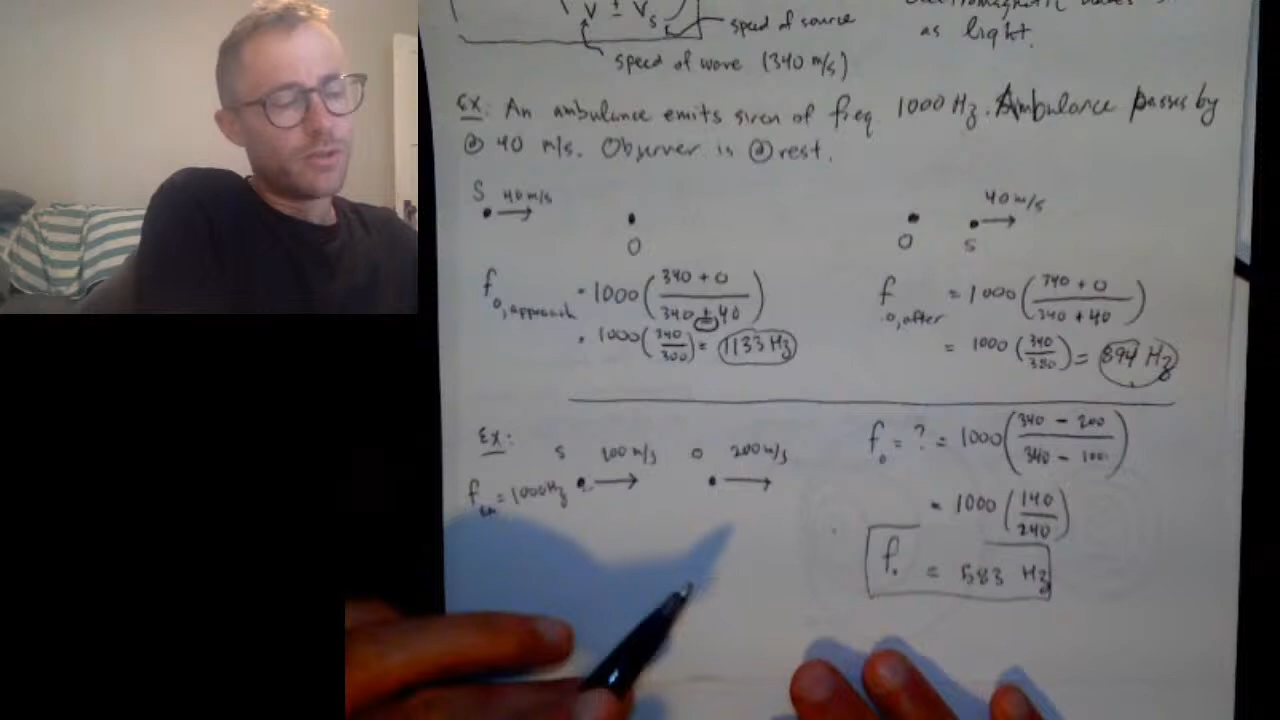 V ± Vs
speed of source
as light.
speed of wave (340 m/s)
Ex: An ambulance emits siren of freq 1000 Hz. Ambulance passes by
@ 40 m/s. Observer is @ rest.
S 40 m/s
O
40 m/s
O S
f o, approach = 1000 (340 + 0 / 340 ± 40)
= 1000 (340/300) = 1133 Hz
f o, after = 1000 (340 + 0 / 340 + 40)
= 1000 (340/380) = 894 Hz
Ex:
S 100 m/s O 200 m/s
f em = 1000 Hz
f o = ? = 1000 (340 - 200 / 340 - 100)
= 1000 (140/240)
f o = 583 Hz